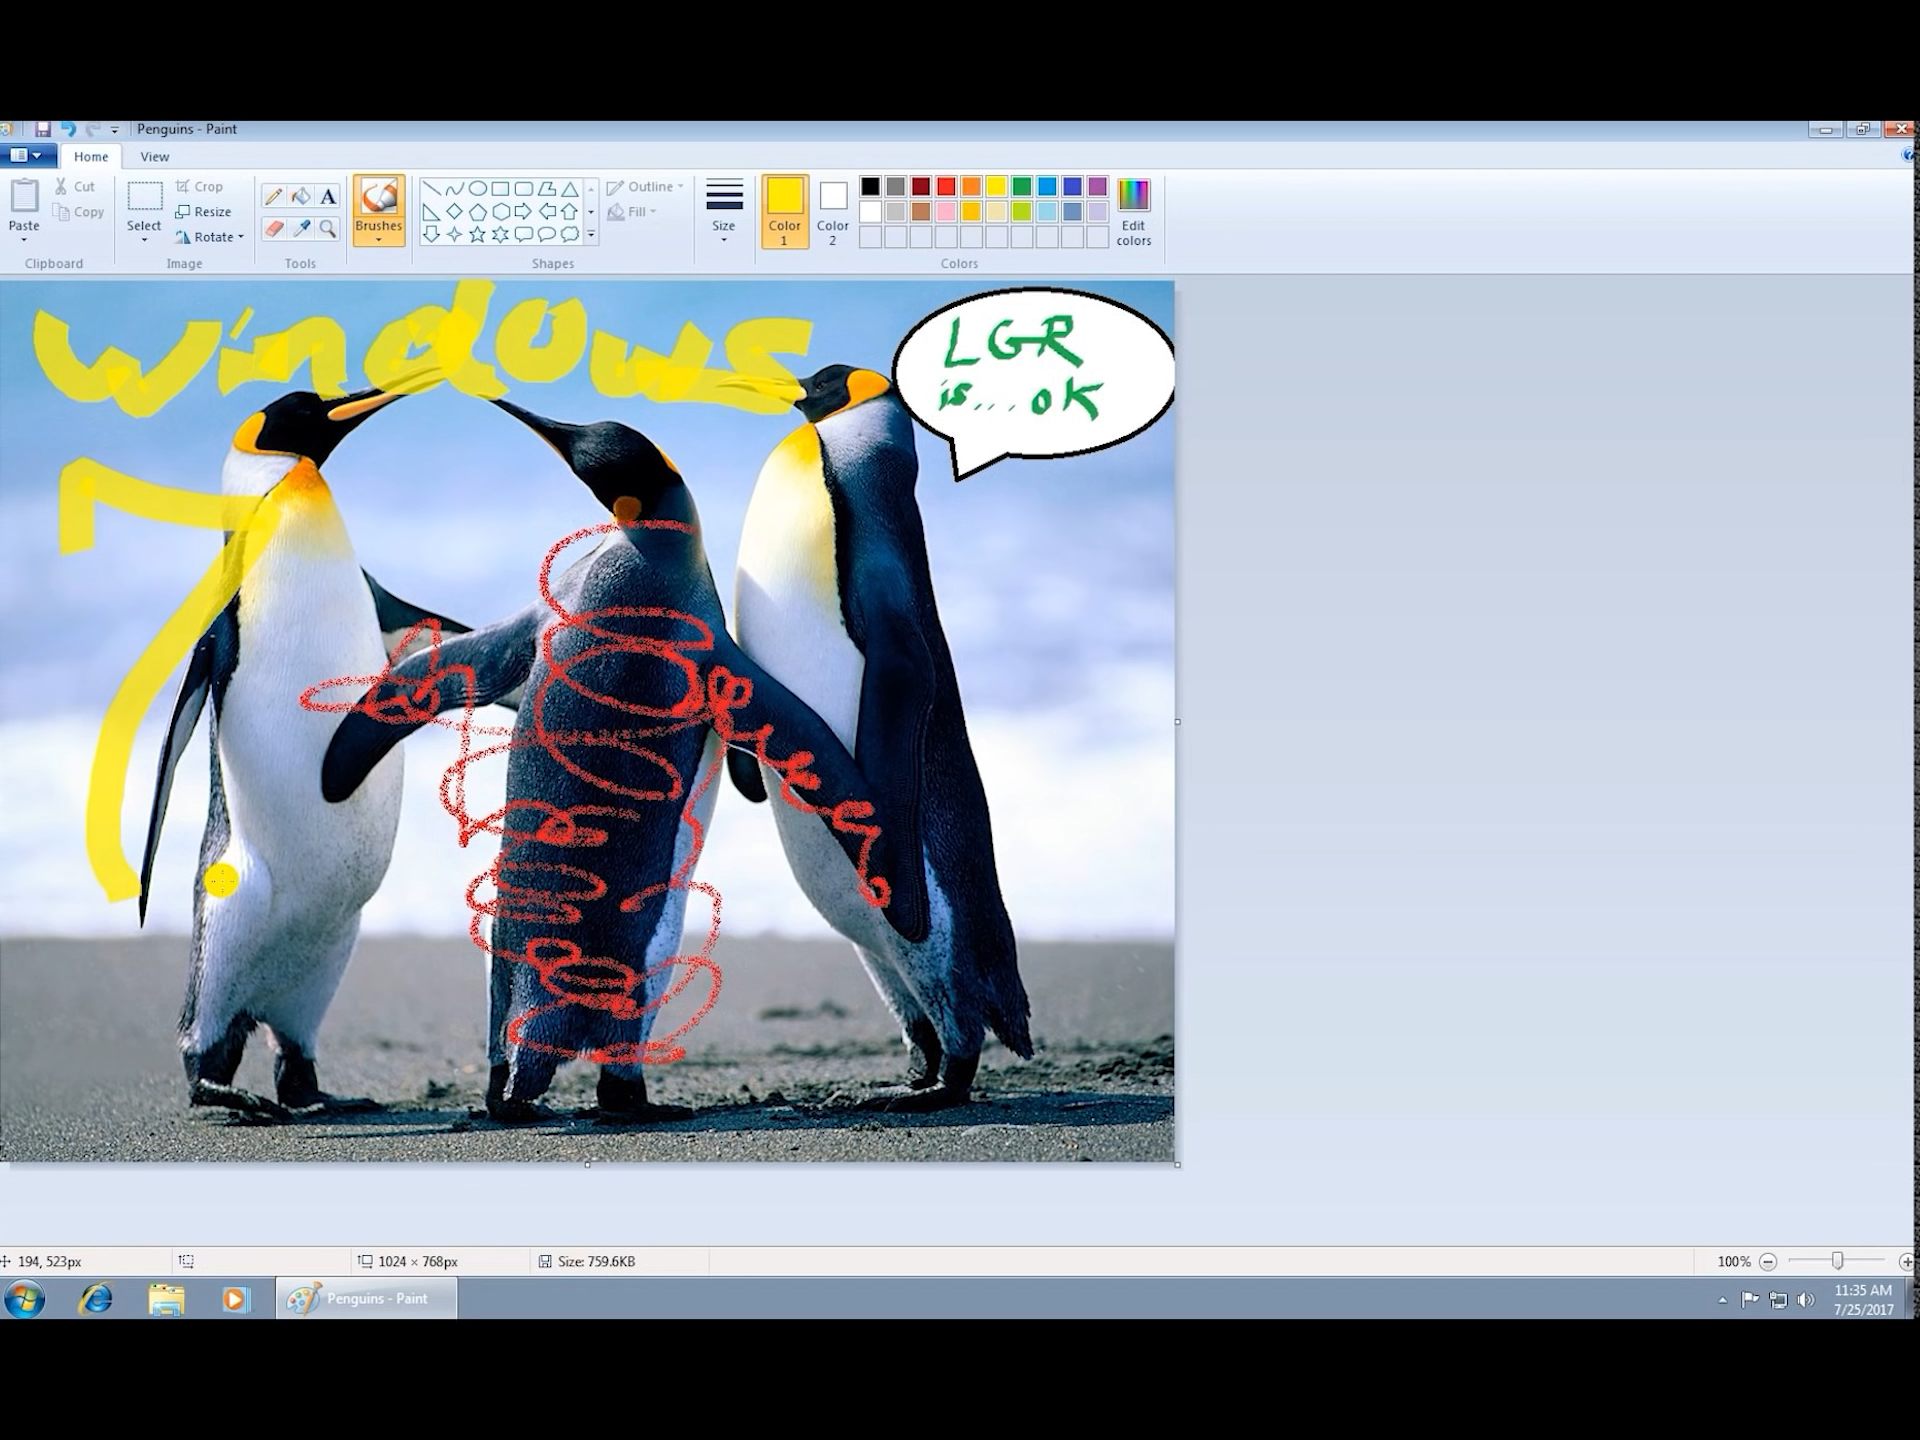 Penguins - Paint
Home View
Paste
Cut
Copy
Clipboard
Select
Crop
Resize
Rotate
Image
A
Tools
Brushes
Shapes
Outline
Fill
Size
Color 1
Color 2
Colors
Edit colors
windows
7
LGR
is...OK
194, 523px
1024 × 768px
Size: 759.6KB
100%
Penguins - Paint
11:35 AM
7/25/2017